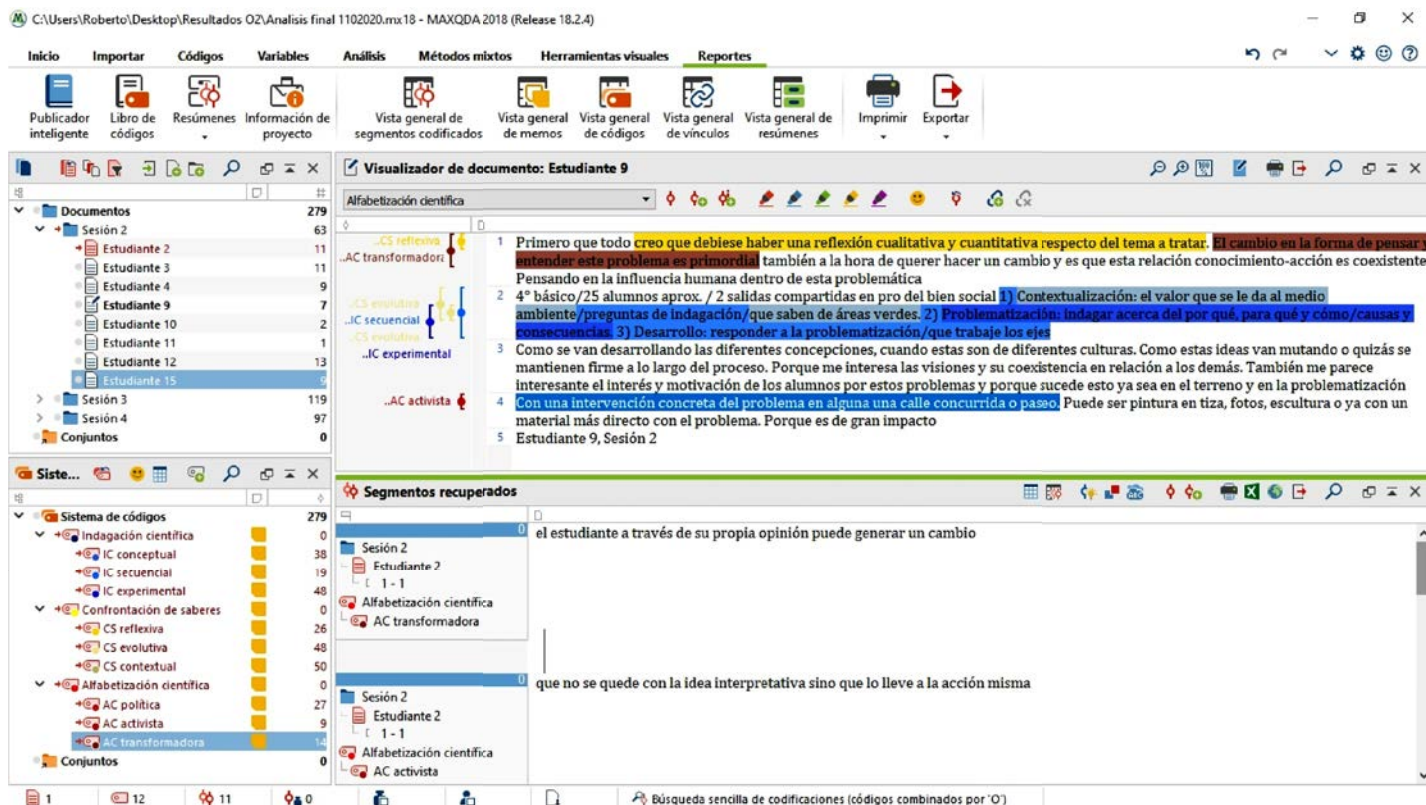 C:\Users\Roberto\Desktop\Resultados O2\Analisis final 1102020.mx18 - MAXQDA 2018 (Release 18.2.4)
Inicio Importar Códigos Variables Análisis Métodos mixtos Herramientas visuales Reportes
Publicador inteligente
Libro de códigos
Resúmenes
Información de proyecto
Vista general de segmentos codificados
Vista general de memos
Vista general de códigos
Vista general de vínculos
Vista general de resúmenes
Imprimir
Exportar
Documentos 279
Sesión 2 63
Estudiante 2 11
Estudiante 3 11
Estudiante 4 9
Estudiante 9 7
Estudiante 10 2
Estudiante 11 1
Estudiante 12 13
Estudiante 15 9
Sesión 3 119
Sesión 4 97
Conjuntos 0
Visualizador de documento: Estudiante 9
Alfabetización científica
..CS reflexiva
..AC transformadora
..CS evolutiva
..IC secuencial
..CS evolutiva
..IC experimental
..AC activista
1 Primero que todo creo que debiese haber una reflexión cualitativa y cuantitativa respecto del tema a tratar. El cambio en la forma de pensar y
entender este problema es primordial también a la hora de querer hacer un cambio y es que esta relación conocimiento-acción es coexistente
Pensando en la influencia humana dentro de esta problemática
2 4° básico/25 alumnos aprox. / 2 salidas compartidas en pro del bien social 1) Contextualización: el valor que se le da al medio
ambiente/preguntas de indagación/que saben de áreas verdes. 2) Problematización: indagar acerca del por qué, para qué y cómo/causas y
consecuencias. 3) Desarrollo: responder a la problematización/que trabaje los ejes
3 Como se van desarrollando las diferentes concepciones, cuando estas son de diferentes culturas. Como estas ideas van mutando o quizás se
mantienen firme a lo largo del proceso. Porque me interesa las visiones y su coexistencia en relación a los demás. También me parece
interesante el interés y motivación de los alumnos por estos problemas y porque sucede esto ya sea en el terreno y en la problematización
4 Con una intervención concreta del problema en alguna una calle concurrida o paseo. Puede ser pintura en tiza, fotos, escultura o ya con un
material más directo con el problema. Porque es de gran impacto
5 Estudiante 9, Sesión 2
Siste...
Sistema de códigos 279
Indagación científica 0
IC conceptual 38
IC secuencial 19
IC experimental 48
Confrontación de saberes 0
CS reflexiva 26
CS evolutiva 48
CS contextual 50
Alfabetización científica 0
AC política 27
AC activista 9
AC transformadora 14
Conjuntos 0
Segmentos recuperados
0
Sesión 2
Estudiante 2
1 - 1
Alfabetización científica
AC transformadora
el estudiante a través de su propia opinión puede generar un cambio
0
Sesión 2
Estudiante 2
1 - 1
Alfabetización científica
AC activista
que no se quede con la idea interpretativa sino que lo lleve a la acción misma
1 12 11 0 Búsqueda sencilla de codificaciones (códigos combinados por 'O')